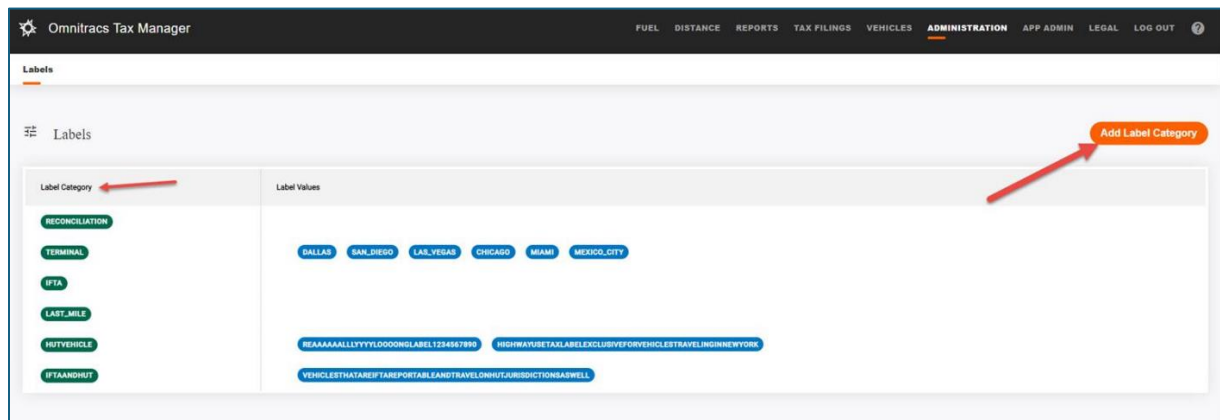 Omnitracs Tax Manager FUEL DISTANCE REPORTS TAX FILINGS VEHICLES ADMINISTRATION APP ADMIN LEGAL LOG OUT ?
Labels
Labels Add Label Category
Label Category Label Values
RECONCILIATION
TERMINAL DALLAS SAN_DIEGO LAS_VEGAS CHICAGO MIAMI MEXICO_CITY
IFTA
LAST_MILE
HUTVEHICLE REAAAAAALLLYYYYLOOOONGLABEL1234567890 HIGHWAYUSETAXLABELEXCLUSIVEFORVEHICLESTRAVELINGINNEWYORK
IFTAANDHUT VEHICLESTHATAREIFTAREPORTABLEANDTRAVELONHUTJURISDICTIONSASWELL